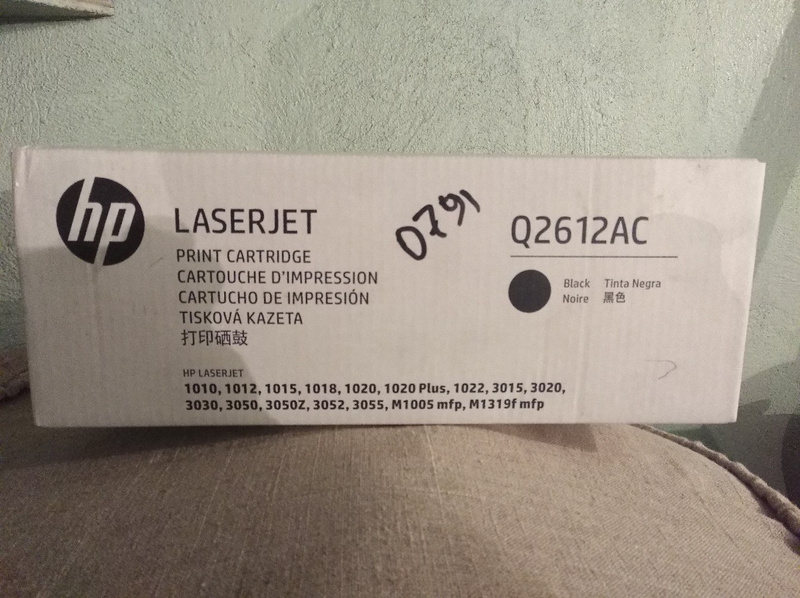 hp
LASERJET
PRINT CARTRIDGE
CARTOUCHE D'IMPRESSION
CARTUCHO DE IMPRESIÓN
TISKOVÁ KAZETA
打印硒鼓
0791
Q2612AC
Black Tinta Negra
Noire 黑色
HP LASERJET
1010, 1012, 1015, 1018, 1020, 1020 Plus, 1022, 3015, 3020,
3030, 3050, 3050Z, 3052, 3055, M1005 mfp, M1319f mfp